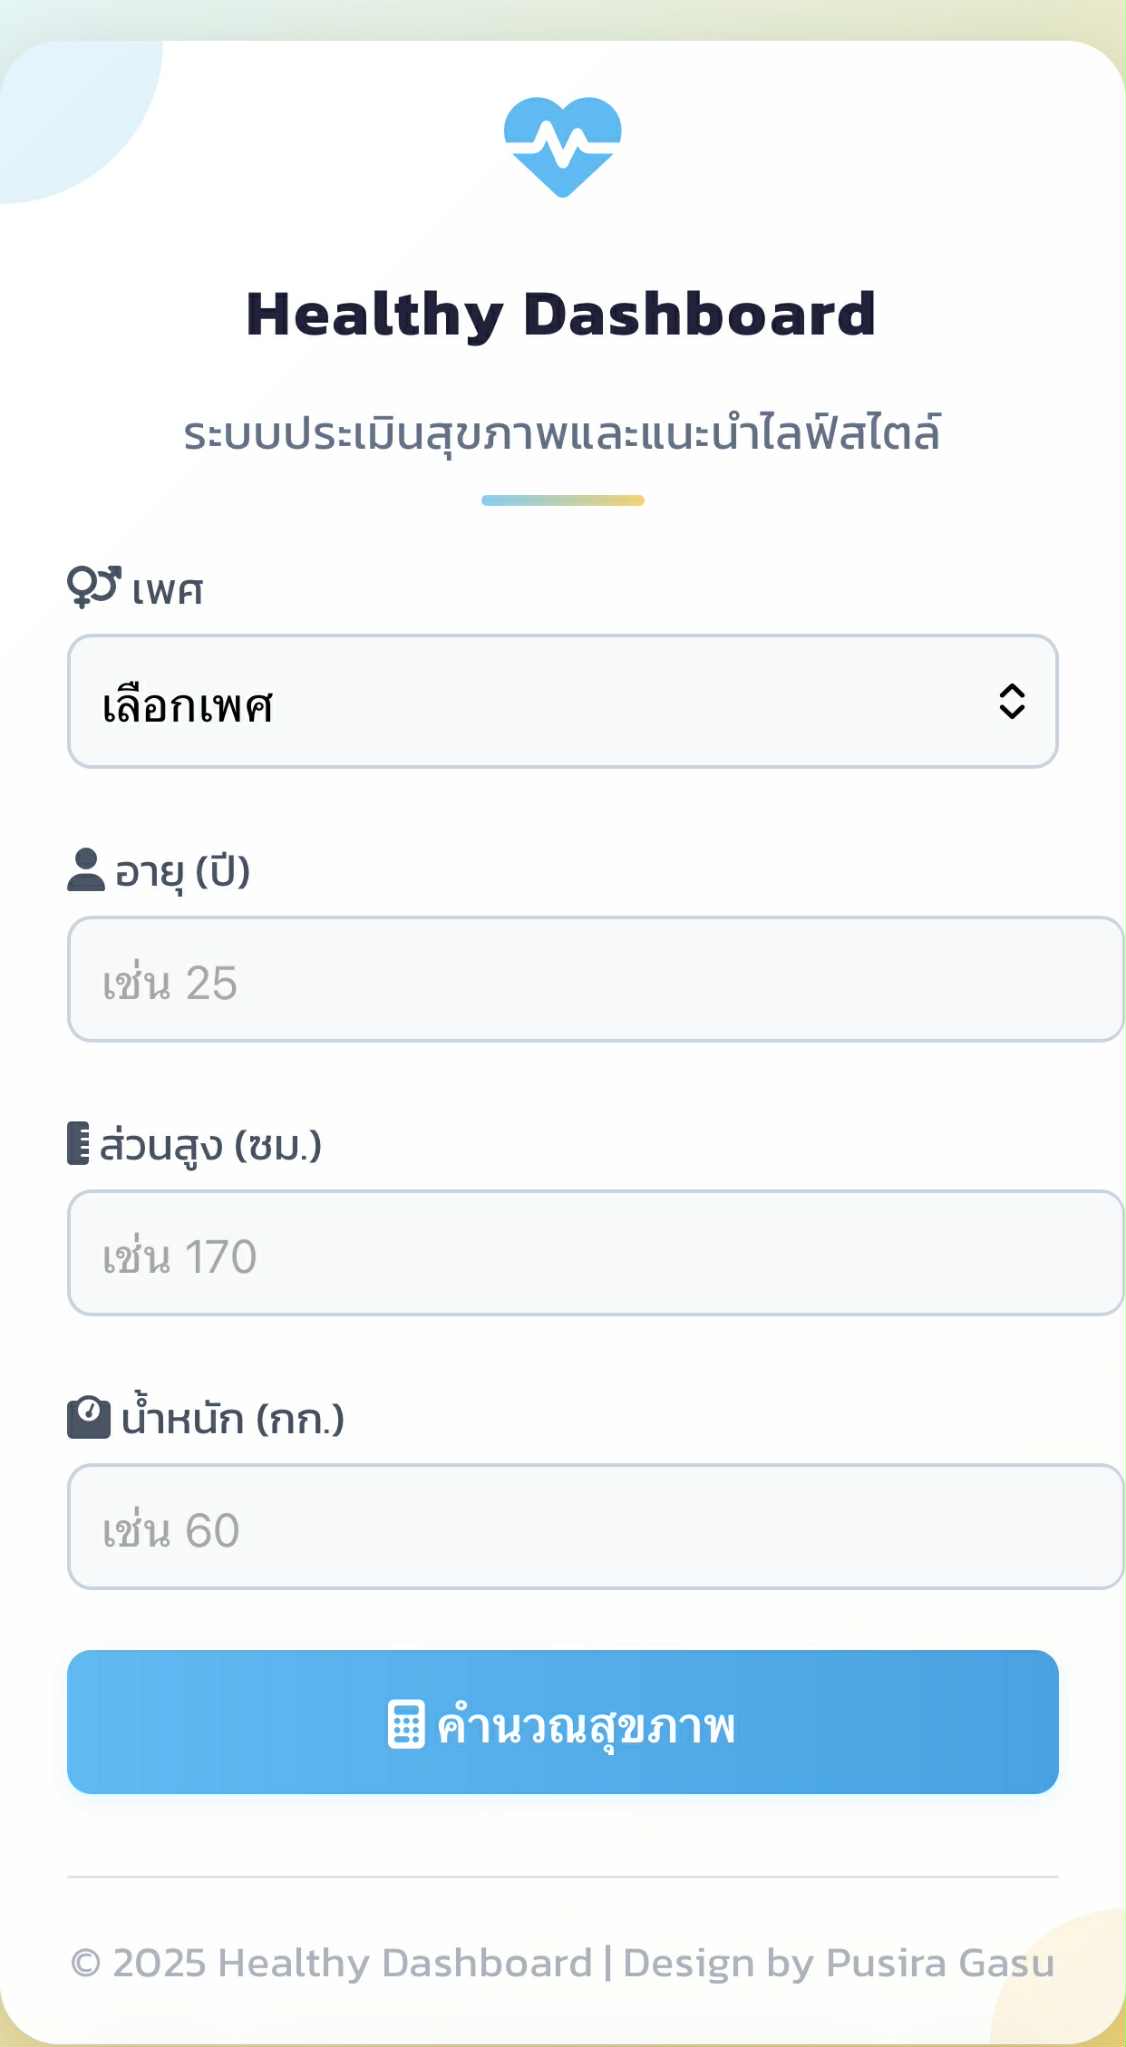 Healthy Dashboard
ระบบประเมินสุขภาพและแนะนำไลฟ์สไตล์
เพศ
เลือกเพศ
อายุ (ปี)
เช่น 25
ส่วนสูง (ซม.)
เช่น 170
น้ำหนัก (กก.)
เช่น 60
คำนวณสุขภาพ
© 2025 Healthy Dashboard | Design by Pusira Gasu